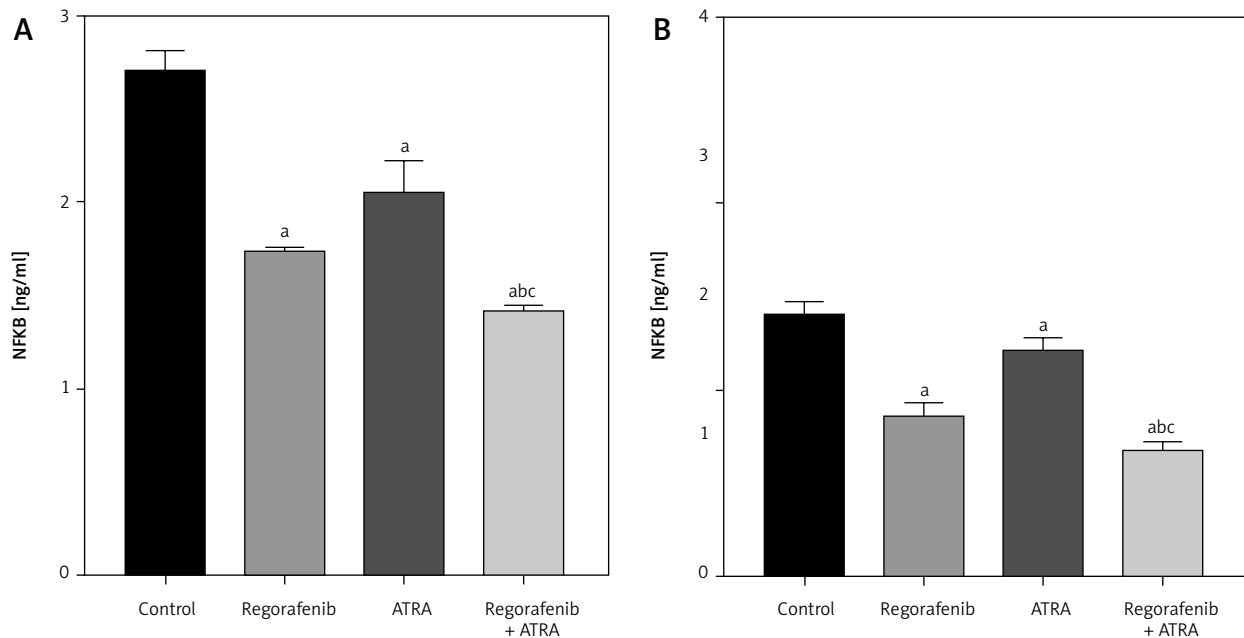 A
NFKB [ng/ml]
3
2
1
0
a
a
abc
Control
Regorafenib
ATRA
Regorafenib
+ ATRA
B
NFKB [ng/ml]
4
3
2
1
0
a
a
abc
Control
Regorafenib
ATRA
Regorafenib
+ ATRA